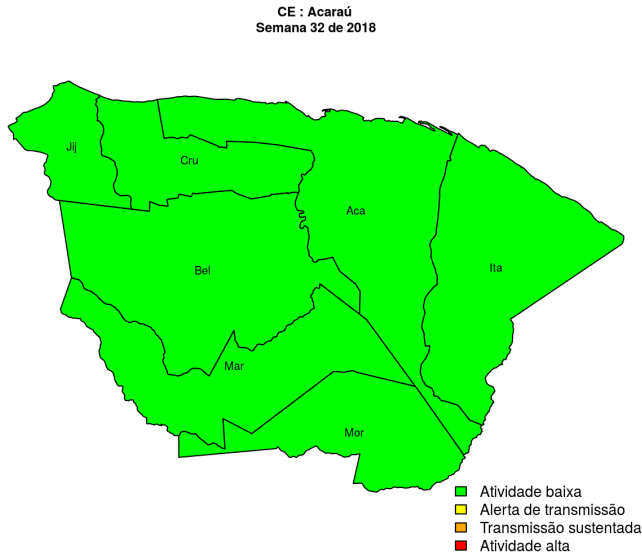 CE : Acaraú
Semana 32 de 2018
Jij
Cru
Aca
Bel
Ita
Mar
Mor
Atividade baixa
Alerta de transmissão
Transmissão sustentada
Atividade alta